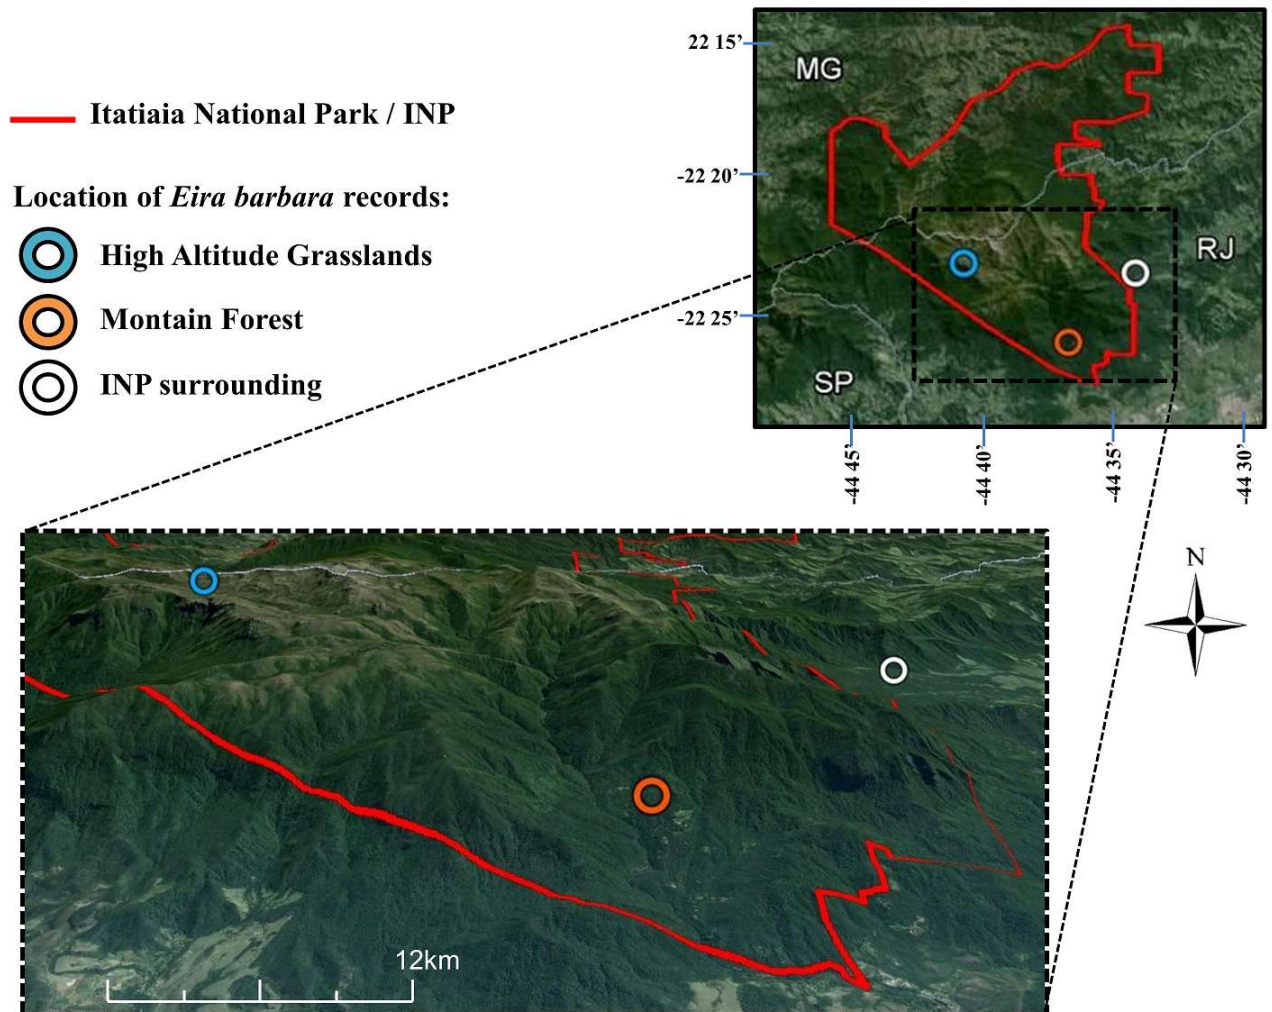 Itatiaia National Park / INP
Location of Eira barbara records:
High Altitude Grasslands
Montain Forest
INP surrounding
22 15’
-22 20’
-22 25’
MG
RJ
SP
-44 45’
-44 40’
-44 35’
-44 30’
N
12km